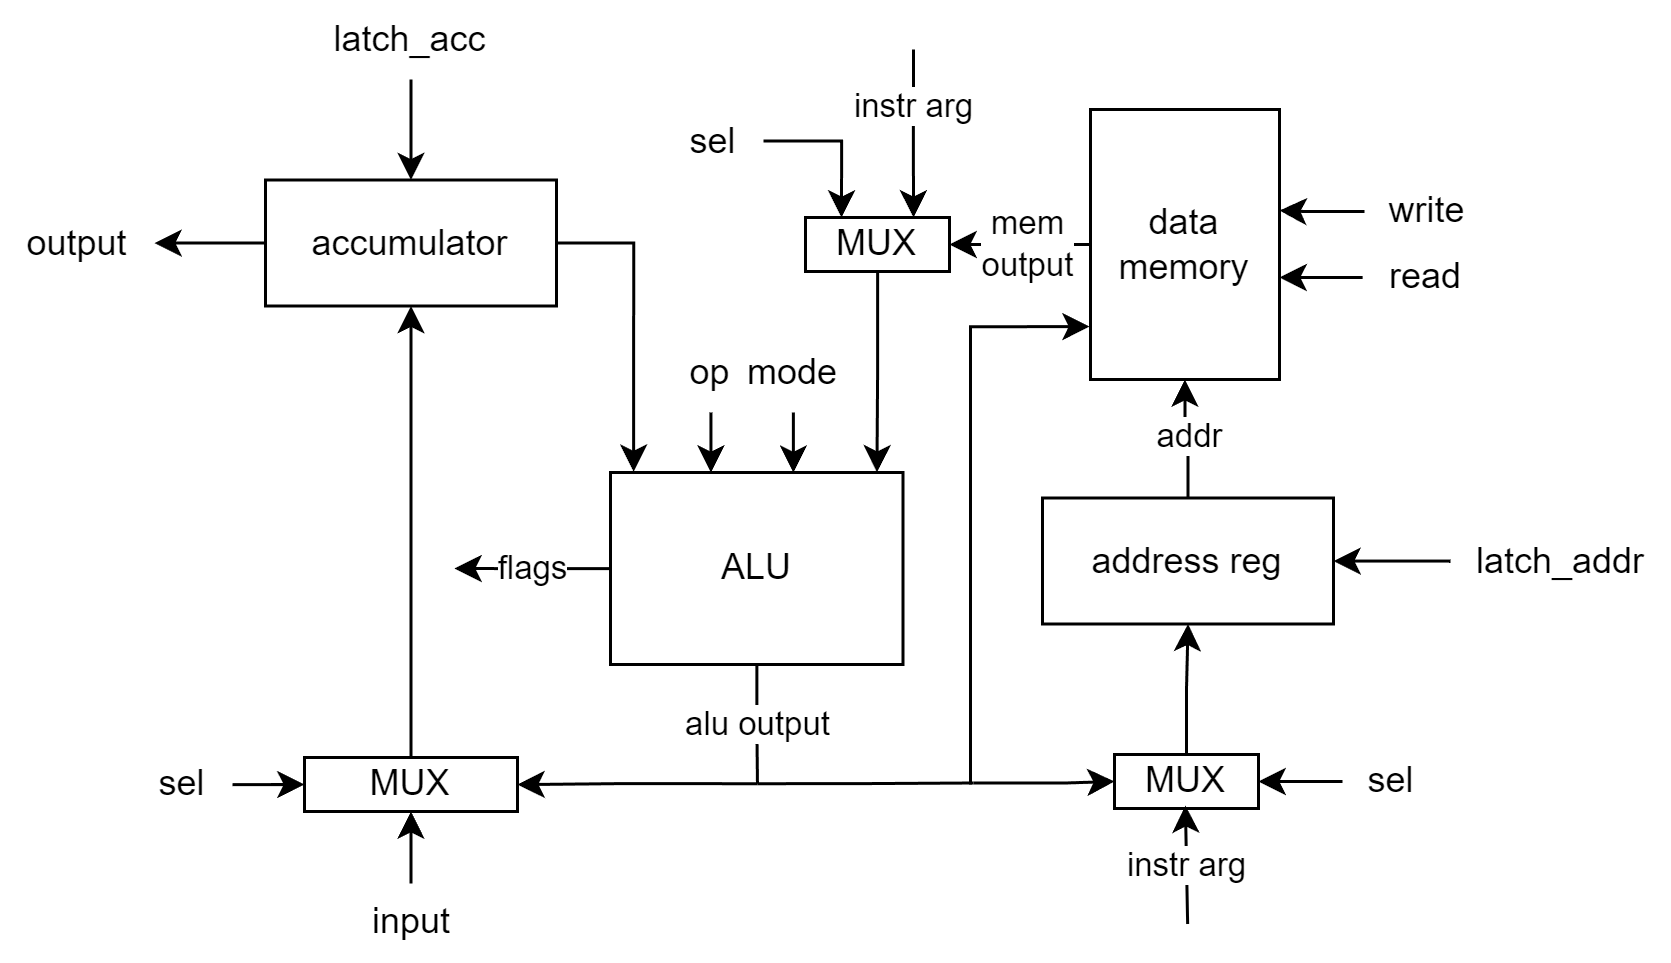 latch_acc
instr arg
sel
output
accumulator
MUX
mem
output
data
memory
write
read
op mode
addr
flags
ALU
address reg
latch_addr
alu output
sel
MUX
MUX
sel
instr arg
input